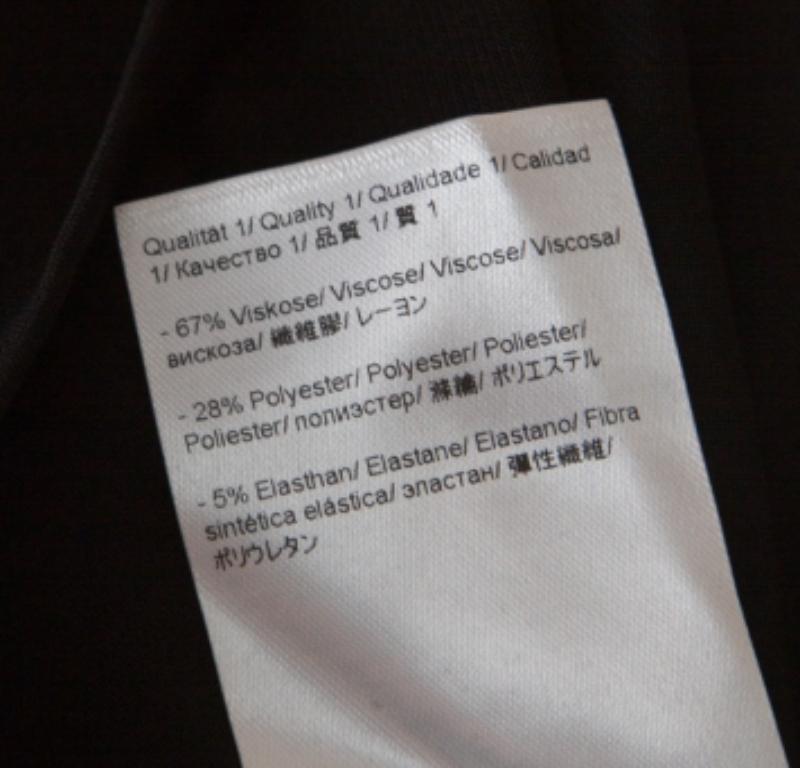 Qualität 1/ Quality 1/ Qualidade 1/ Calidad
1/ Качество 1/ 品質 1/ 質 1
- 67% Viskose/ Viscose/ Viscose/ Viscosa/
вискоза/ 纖維膠/ レーヨン
- 28% Polyester/ Polyester/ Poliester/
Poliester/ полиэстер/ 滌綸/ ポリエステル
- 5% Elasthan/ Elastane/ Elastano/ Fibra
sintética elástica/ эластан/ 彈性纖維/
ポリウレタン